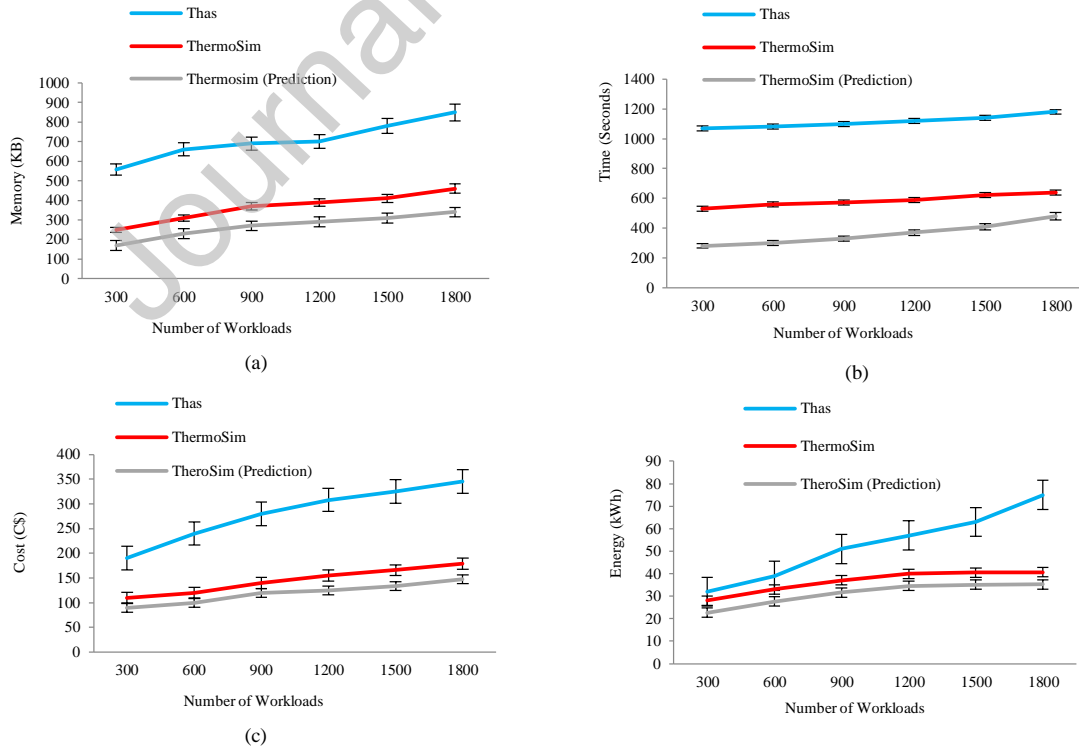 Thas
ThermoSim
Thermosim (Prediction)
1000
900
800
700
600
500
400
300
200
100
0
Memory (KB)
300 600 900 1200 1500 1800
Number of Workloads
(a)
Thas
ThermoSim
ThermoSim (Prediction)
1400
1200
1000
800
600
400
200
0
Time (Seconds)
300 600 900 1200 1500 1800
Number of Workloads
(b)
Thas
ThermoSim
TheroSim (Prediction)
400
350
300
250
200
150
100
50
0
Cost (C$)
300 600 900 1200 1500 1800
Number of Workloads
(c)
Thas
ThermoSim
TheroSim (Prediction)
90
80
70
60
50
40
30
20
10
0
Energy (kWh)
300 600 900 1200 1500 1800
Number of Workloads
Journal